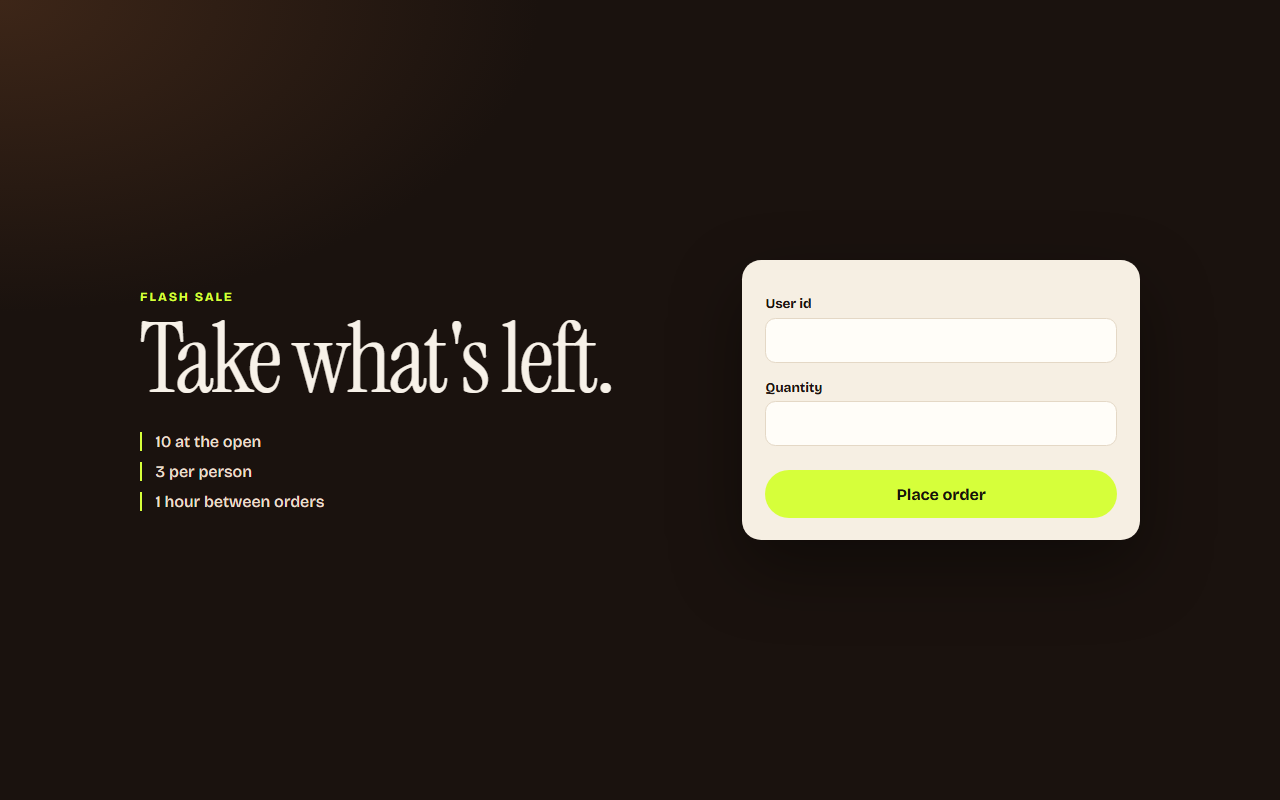 FLASH SALE
Take what's left.
10 at the open
3 per person
1 hour between orders
User id
Quantity
Place order